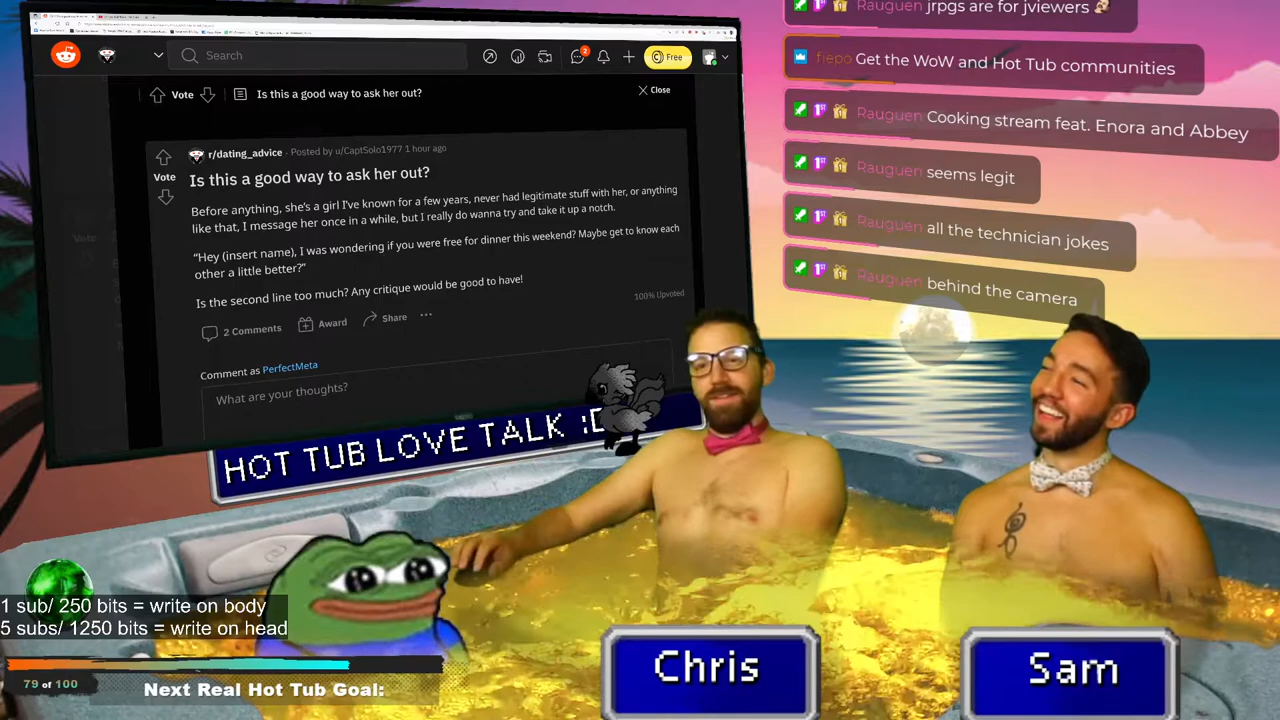 Search
2
Free
Vote
Is this a good way to ask her out?
Close
r/dating_advice · Posted by u/CaptSolo1977 1 hour ago
Vote
Is this a good way to ask her out?
Before anything, she's a girl I've known for a few years, never had legitimate stuff with her, or anything
like that, I message her once in a while, but I really do wanna try and take it up a notch.
"Hey (insert name), I was wondering if you were free for dinner this weekend? Maybe get to know each
other a little better?"
Is the second line too much? Any critique would be good to have!
100% Upvoted
2 Comments
Award
Share
Comment as PerfectMeta
What are your thoughts?
HOT TUB LOVE TALK :D
Rauguen jrpgs are for jviewers
fiepo Get the WoW and Hot Tub communities
Rauguen Cooking stream feat. Enora and Abbey
Rauguen seems legit
Rauguen all the technician jokes
Rauguen behind the camera
1 sub/ 250 bits = write on body
5 subs/ 1250 bits = write on head
79 of 100
Next Real Hot Tub Goal:
Chris
Sam